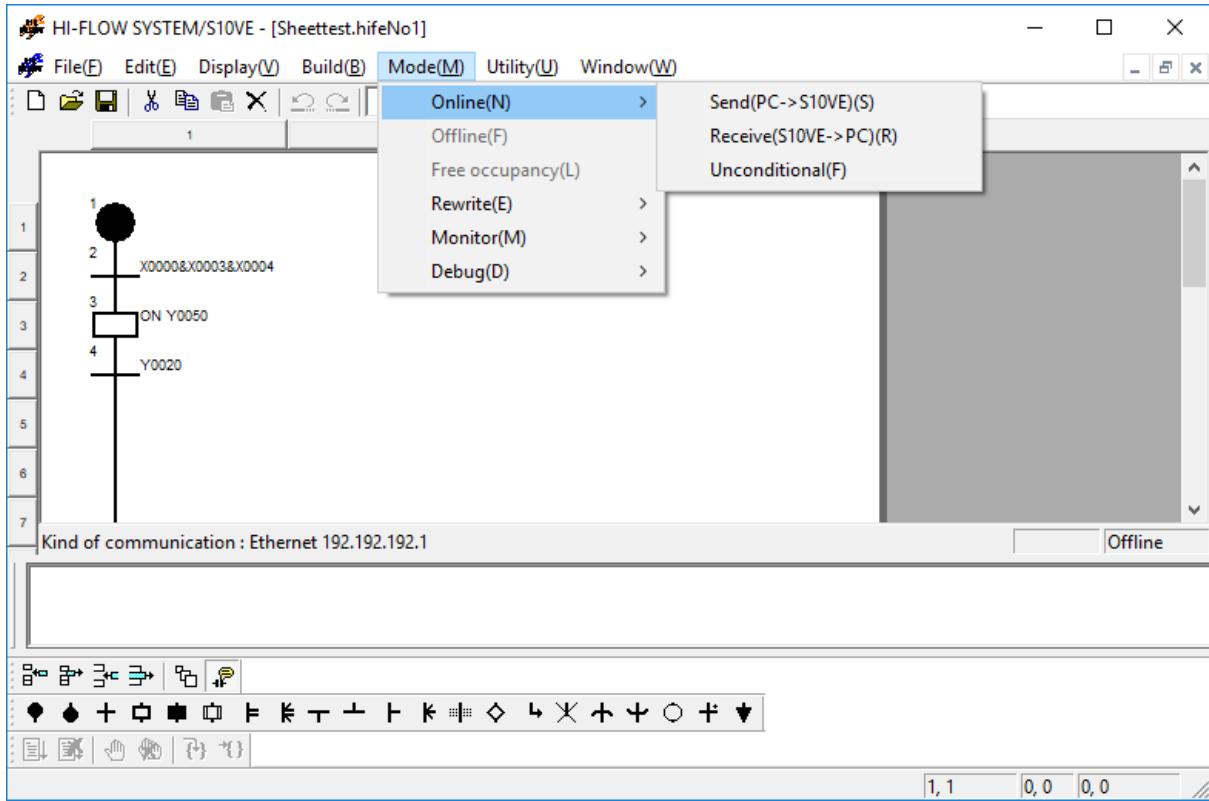 HI-FLOW SYSTEM/S10VE - [Sheettest.hifeNo1]
File(F) Edit(E) Display(V) Build(B) Mode(M) Utility(U) Window(W)
Online(N) Send(PC->S10VE)(S)
1 Offline(F) Receive(S10VE->PC)(R)
Free occupancy(L) Unconditional(F)
1 Rewrite(E)
1 Monitor(M)
2 X0000&X0003&X0004 Debug(D)
2
3 ON Y0050
3
4 Y0020
4
5
6
7
Kind of communication : Ethernet 192.192.192.1 Offline
1, 1 0, 0 0, 0